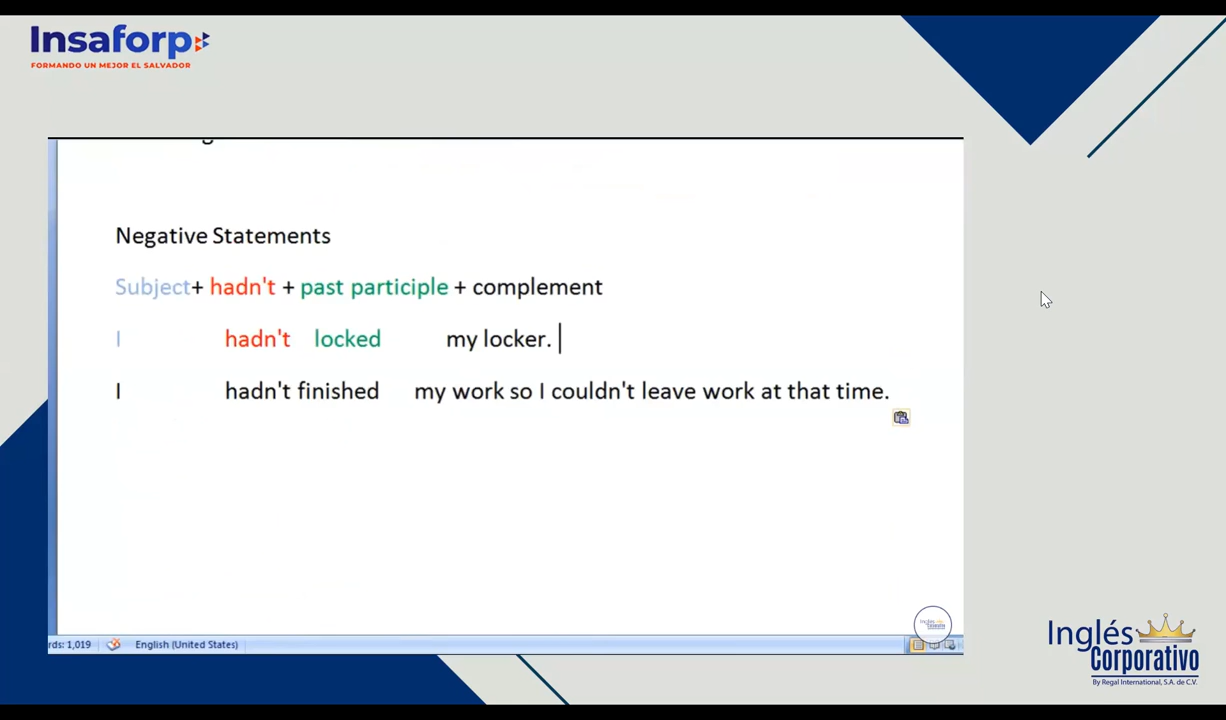 Insaforp
FORMANDO UN MEJOR EL SALVADOR
Negative Statements
Subject+ hadn't + past participle + complement
I hadn't locked my locker.
I hadn't finished my work so I couldn't leave work at that time.
rds: 1,019 English (United States)
Inglés
Corporativo
By Regal International, S.A. de C.V.